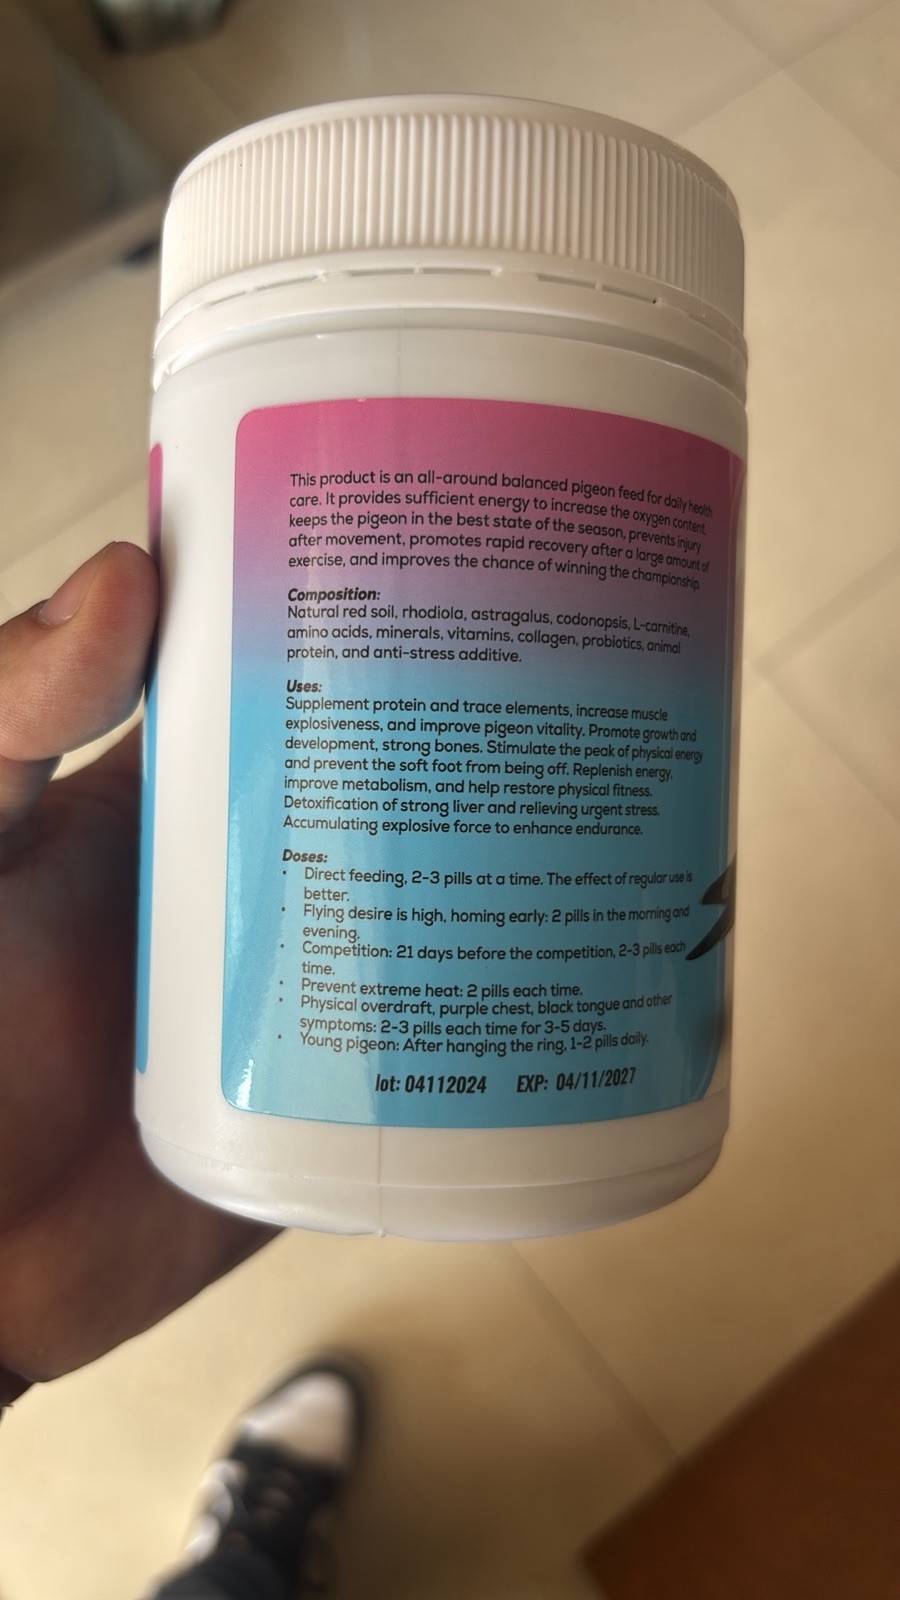 This product is an all-around balanced pigeon feed for daily health
care. It provides sufficient energy to increase the oxygen content,
keeps the pigeon in the best state of the season, prevents injury
after movement, promotes rapid recovery after a large amount of
exercise, and improves the chance of winning the championship.
Composition:
Natural red soil, rhodiola, astragalus, codonopsis, L-carnitine,
amino acids, minerals, vitamins, collagen, probiotics, animal
protein, and anti-stress additive.
Uses:
Supplement protein and trace elements, increase muscle
explosiveness, and improve pigeon vitality. Promote growth and
development, strong bones. Stimulate the peak of physical energy
and prevent the soft foot from being off. Replenish energy,
improve metabolism, and help restore physical fitness.
Detoxification of strong liver and relieving urgent stress.
Accumulating explosive force to enhance endurance.
Doses:
• Direct feeding, 2-3 pills at a time. The effect of regular use is
better.
• Flying desire is high, homing early: 2 pills in the morning and
evening.
• Competition: 21 days before the competition, 2-3 pills each
time.
• Prevent extreme heat: 2 pills each time.
• Physical overdraft, purple chest, black tongue and other
symptoms: 2-3 pills each time for 3-5 days.
• Young pigeon: After hanging the ring, 1-2 pills daily.
lot: 04112024 EXP: 04/11/2027